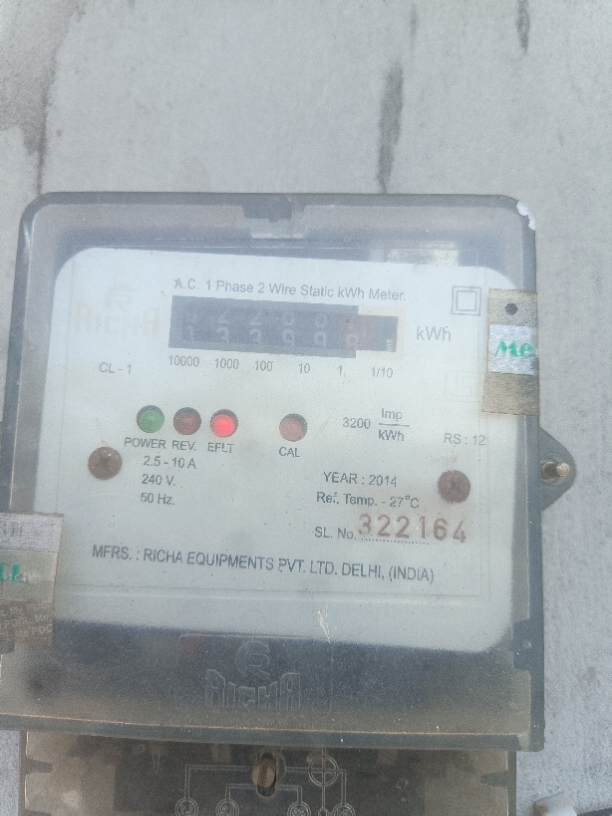 RICHA
A.C. 1 Phase 2 Wire Static kWh Meter.
kWh
10000 1000 100 10 1 1/10
CL - 1
POWER REV. EFLT CAL
3200 Imp
kWh
RS : 12
2.5 - 10 A
240 V.
50 Hz.
YEAR : 2014
Ref. Temp. - 27°C
SL. No. 322164
MFRS. : RICHA EQUIPMENTS PVT. LTD. DELHI, (INDIA)
RICHA